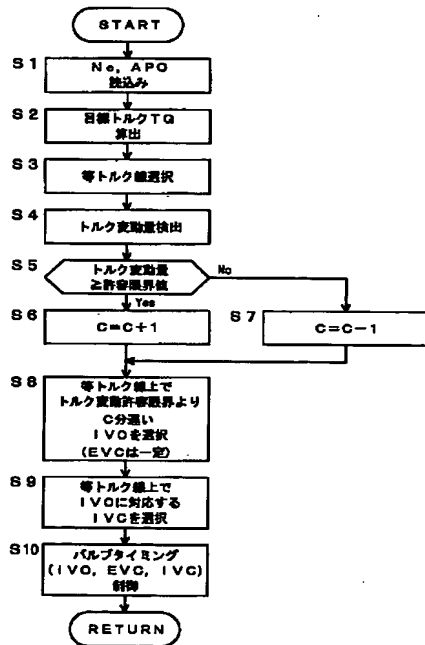 START
S1
Ne, APO
読込み
S2
目標トルクTQ
算出
S3
等トルク線選択
S4
トルク変動量検出
S5
トルク変動量
≧許容限界値
No
Yes
S6
C=C+1
S7
C=C-1
S8
等トルク線上で
トルク変動許容限界より
C分遅い
IVOを選択
(EVCは一定)
S9
等トルク線上で
IVOに対応する
IVCを選択
S10
バルブタイミング
(IVO, EVC, IVC)
制御
RETURN